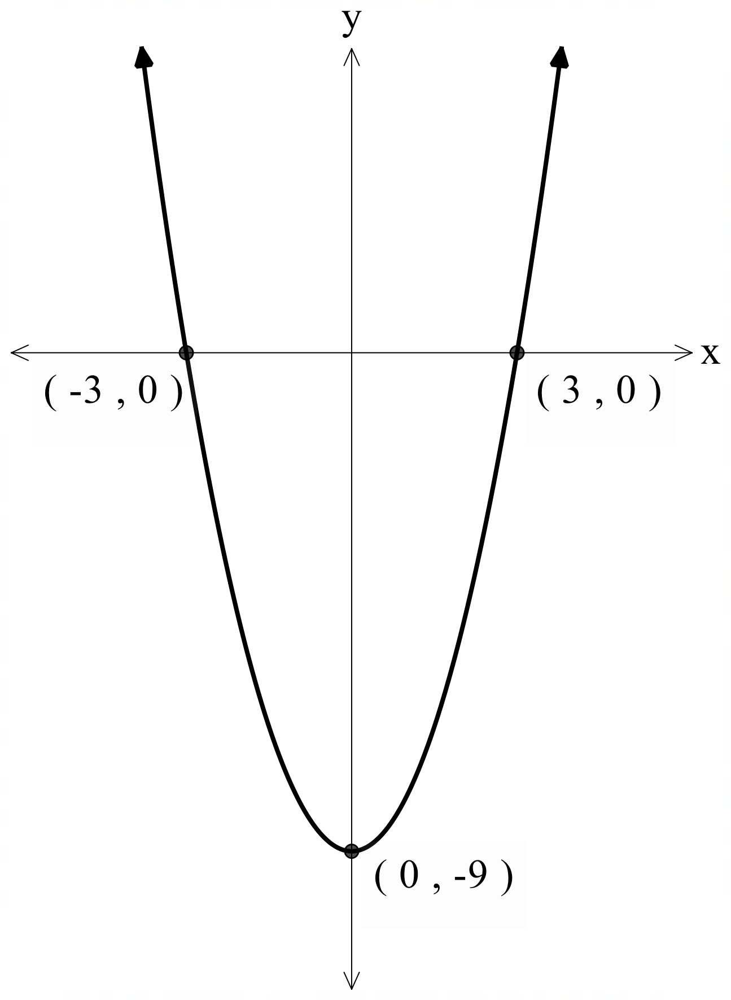 y
x
( -3 , 0 )
( 3 , 0 )
( 0 , -9 )